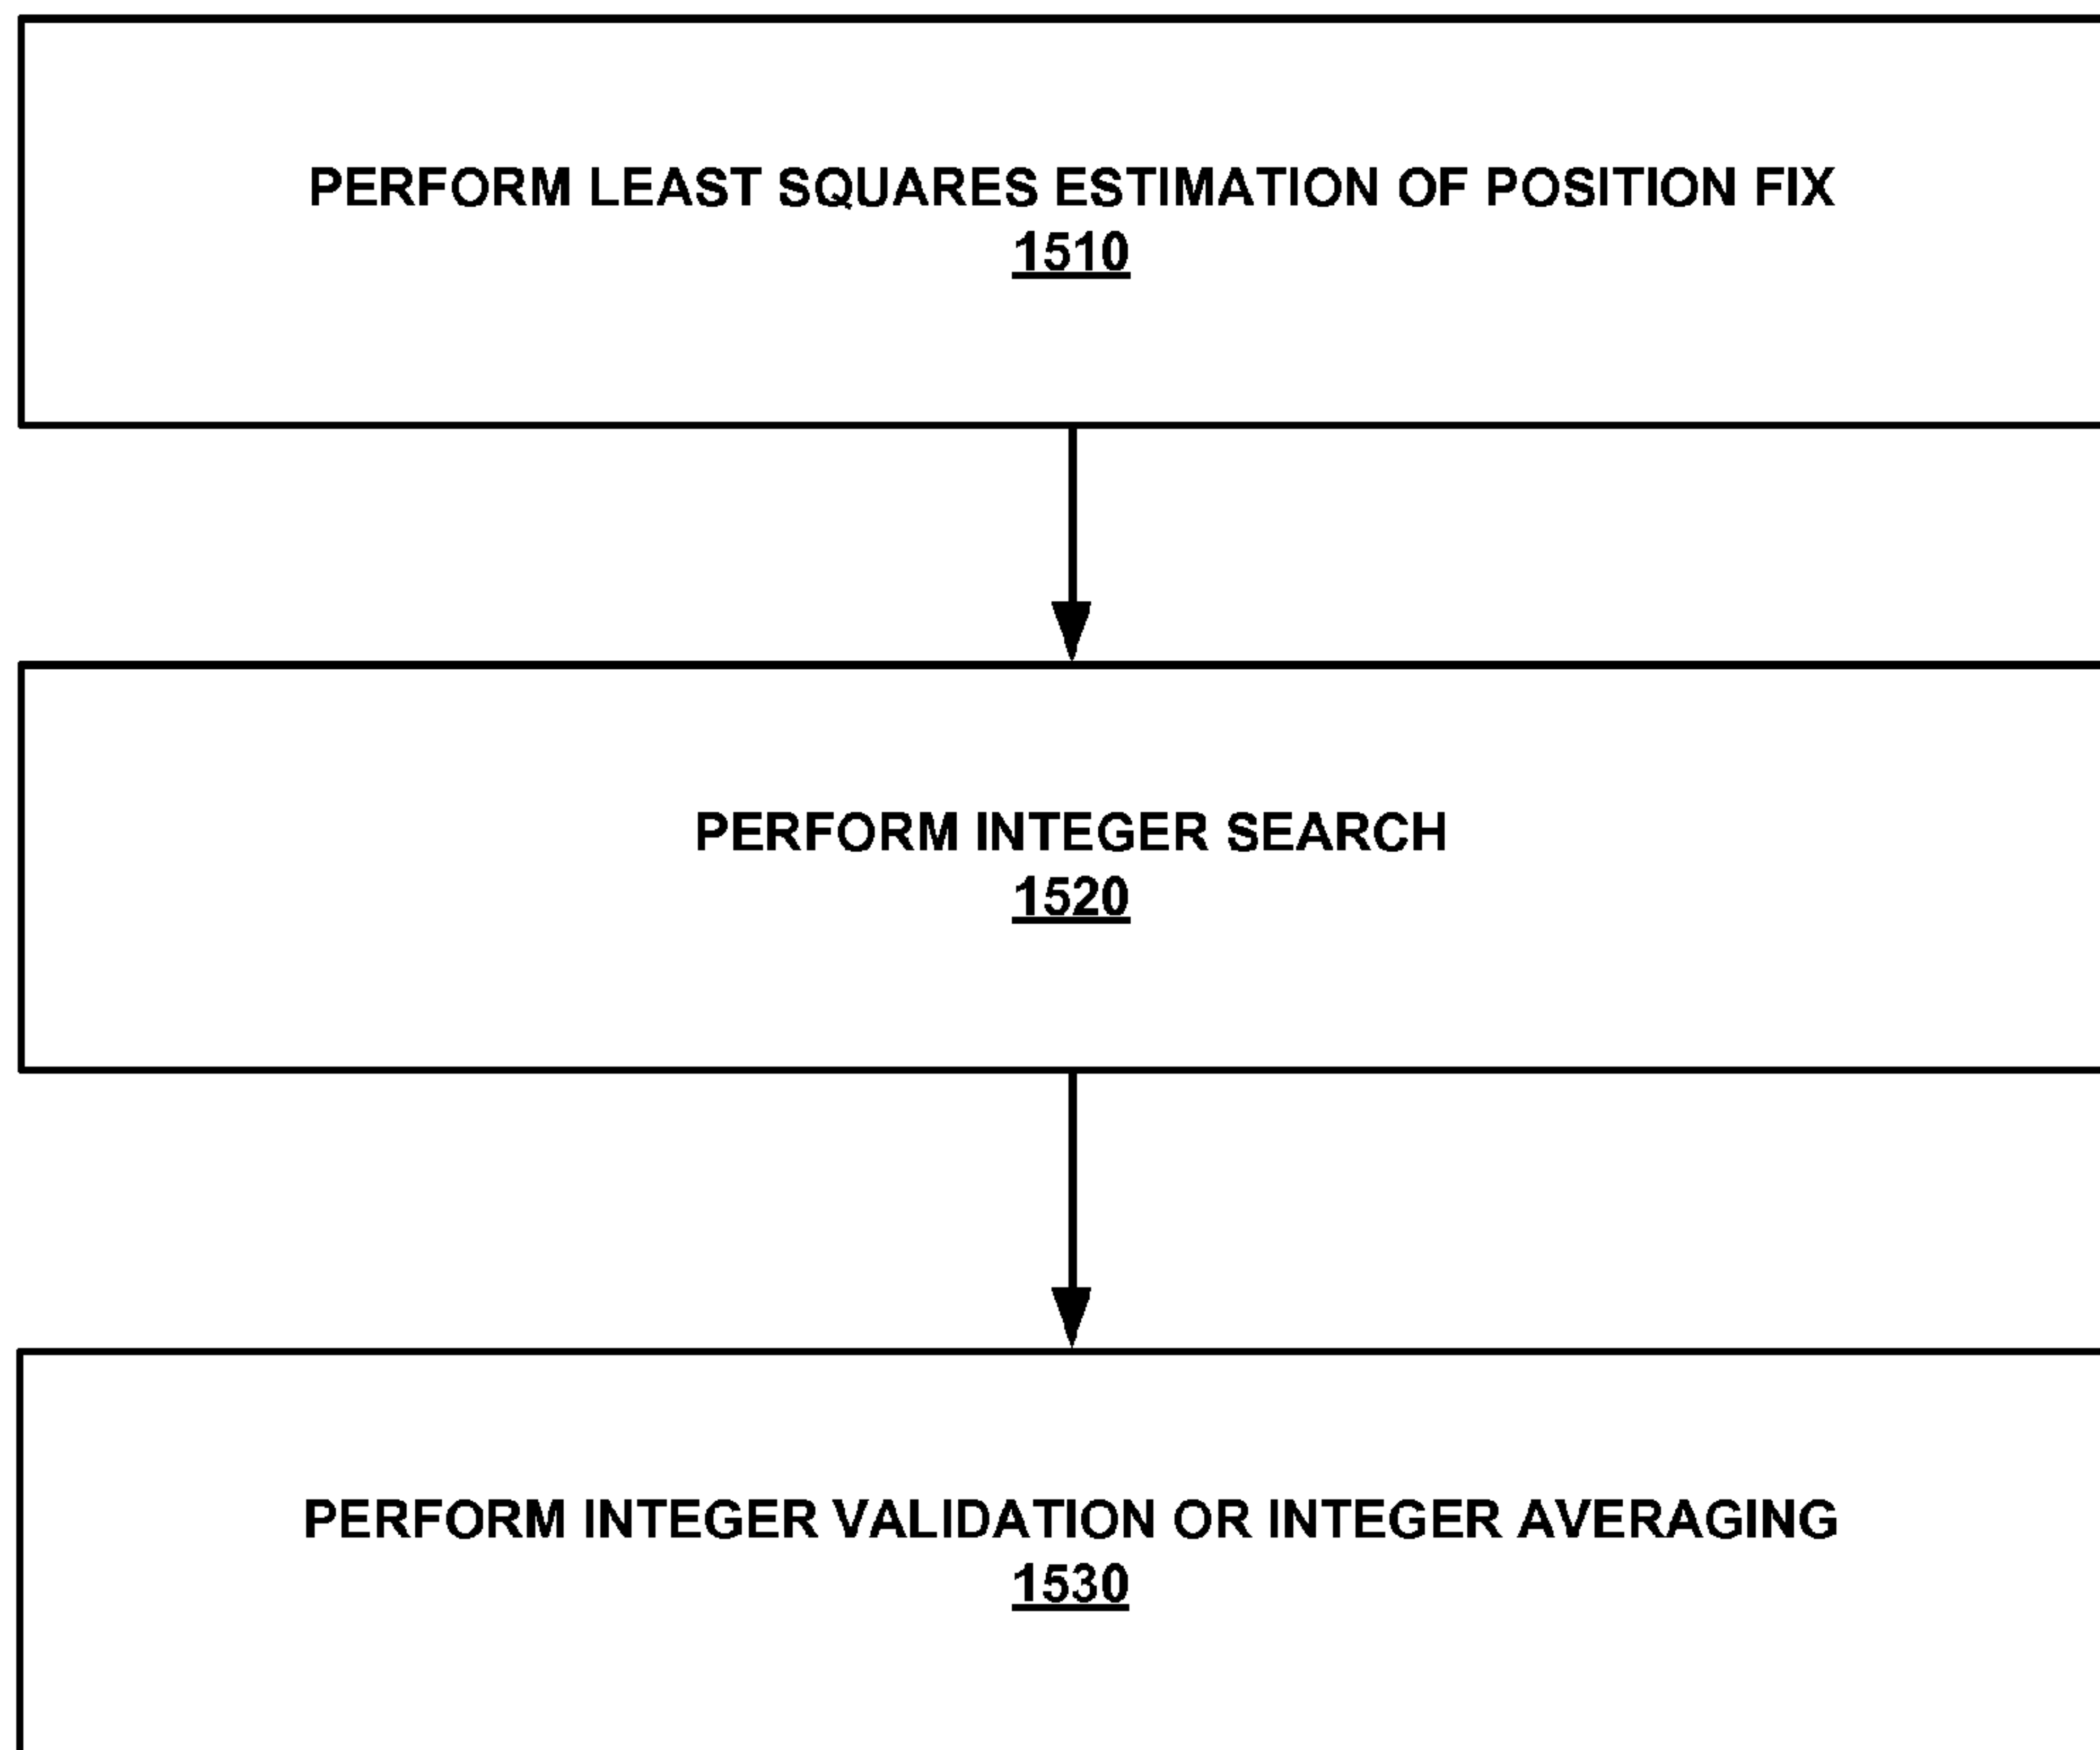 PERFORM LEAST SQUARES ESTIMATION OF POSITION FIX
1510
PERFORM INTEGER SEARCH
1520
PERFORM INTEGER VALIDATION OR INTEGER AVERAGING
1530